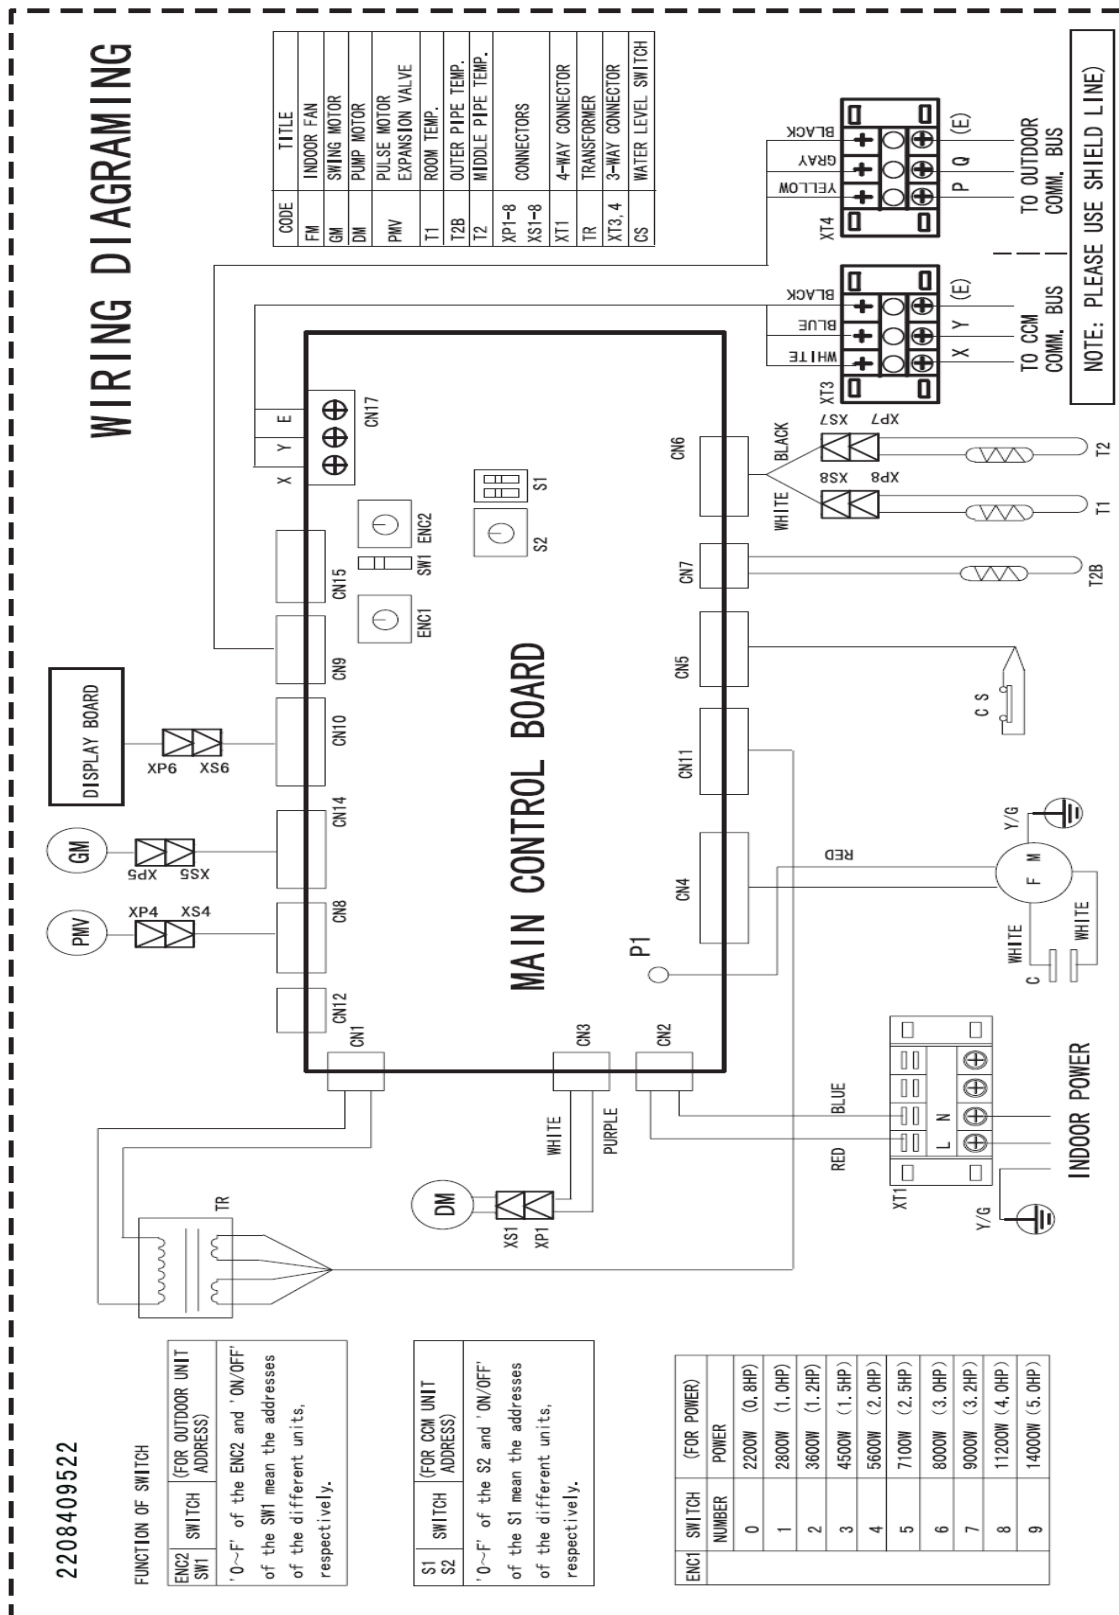 WIRING DIAGRAMING
2208409522
FUNCTION OF SWITCH
ENC2
SW1
SWITCH
(FOR OUTDOOR UNIT
ADDRESS)
'0~F' of the ENC2 and 'ON/OFF'
of the SW1 mean the addresses
of the different units,
respectively.
S1
S2
SWITCH
(FOR CCM UNIT
ADDRESS)
'0~F' of the S2 and 'ON/OFF'
of the S1 mean the addresses
of the different units,
respectively.
ENC1 SWITCH (FOR POWER)
NUMBER POWER
0 2200W (0.8HP)
1 2800W (1.0HP)
2 3600W (1.2HP)
3 4500W (1.5HP)
4 5600W (2.0HP)
5 7100W (2.5HP)
6 8000W (3.0HP)
7 9000W (3.2HP)
8 11200W (4.0HP)
9 14000W (5.0HP)
PMV
XP4 XS4
GM
XP5 XS5
DISPLAY BOARD
XP6 XS6
TR
CN1
CN12
CN8
CN14
CN10
CN9
CN15
X Y E
CN17
ENC1
SW1
ENC2
S2
S1
MAIN CONTROL BOARD
DM
XS1
XP1
WHITE
PURPLE
CN3
CN2
P1
CN4
CN11
CN5
CN7
CN6
RED
BLUE
XT1
L N
Y/G
INDOOR POWER
RED
F M
Y/G
WHITE
WHITE
C
C S
T2B
WHITE
BLACK
XS8
XP8
XS7
XP7
T1
T2
XT3
WHITE
BLUE
BLACK
X Y (E)
TO CCM
COMM. BUS
XT4
YELLOW
GRAY
BLACK
P Q (E)
TO OUTDOOR
COMM. BUS
NOTE: PLEASE USE SHIELD LINE)
CODE TITLE
FM INDOOR FAN
GM SWING MOTOR
DM PUMP MOTOR
PMV PULSE MOTOR
EXPANSION VALVE
T1 ROOM TEMP.
T2B OUTER PIPE TEMP.
T2 MIDDLE PIPE TEMP.
XP1-8
XS1-8
CONNECTORS
XT1 4-WAY CONNECTOR
TR TRANSFORMER
XT3,4 3-WAY CONNECTOR
CS WATER LEVEL SWITCH